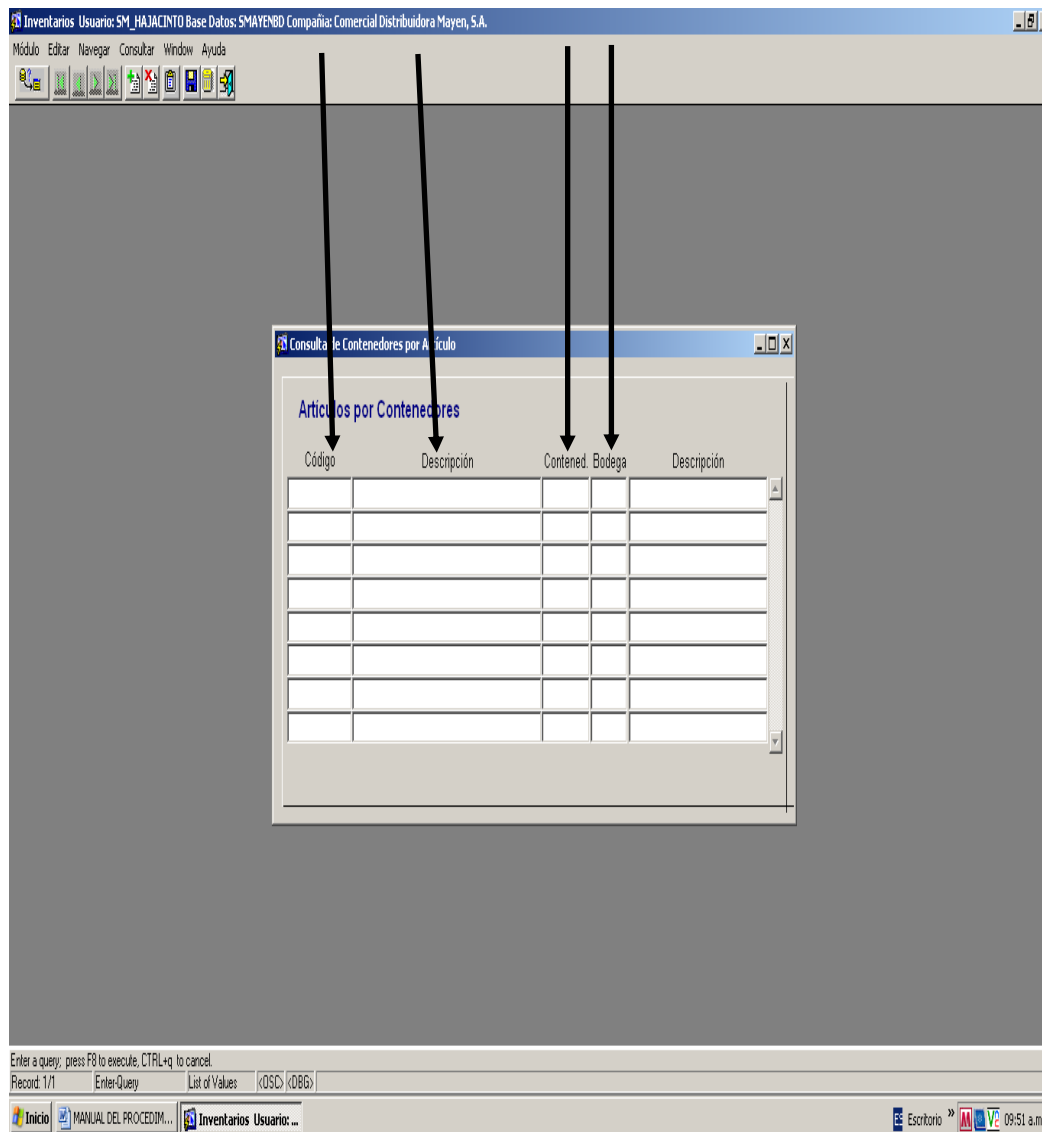 Inventarios Usuario: SM_HAJACINTO Base Datos: SMAYENBD Compañia: Comercial Distribuidora Mayen, S.A.
Módulo Editar Navegar Consultar Window Ayuda
Consulta de Contenedores por Artículo
Artículos por Contenedores
Código Descripción Contened. Bodega Descripción
Enter a query; press F8 to execute, CTRL+q to cancel.
Record: 1/1 Enter-Query List of Values <OSC> <DBG>
Inicio MANUAL DEL PROCEDIM... Inventarios Usuario: ... ES Escritorio » 09:51 a.m